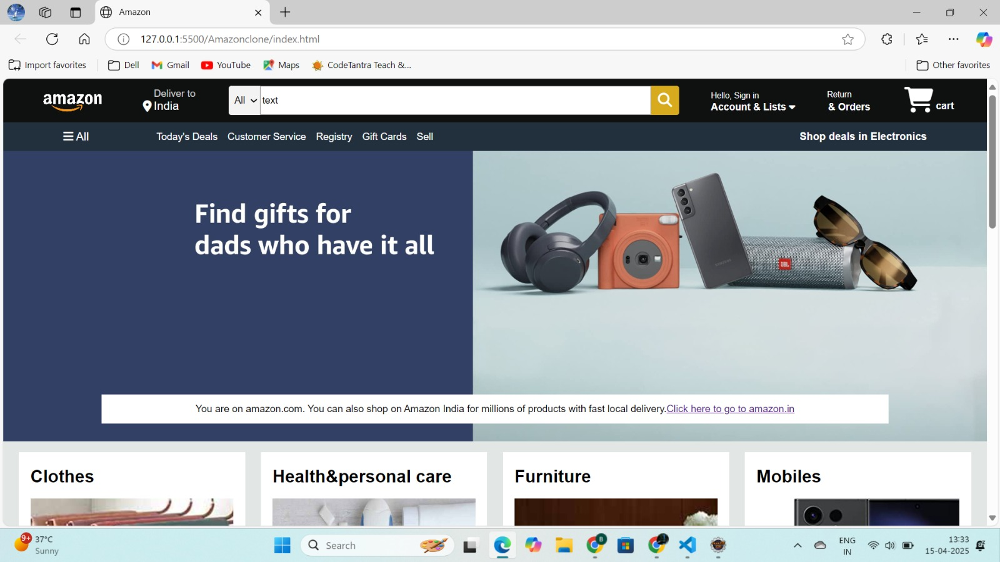 Amazon
127.0.0.1:5500/Amazonclone/index.html
Import favorites Dell Gmail YouTube Maps CodeTantra Teach &... Other favorites
amazon
Deliver to
India
All
text
Hello, Sign in
Account & Lists
Return
& Orders
cart
All Today's Deals Customer Service Registry Gift Cards Sell Shop deals in Electronics
Find gifts for
dads who have it all
SAMSUNG
JBL
You are on amazon.com. You can also shop on Amazon India for millions of products with fast local delivery.Click here to go to amazon.in
Clothes Health&personal care Furniture Mobiles
9+
37°C
Sunny
Search
B
ENG
IN
13:33
15-04-2025